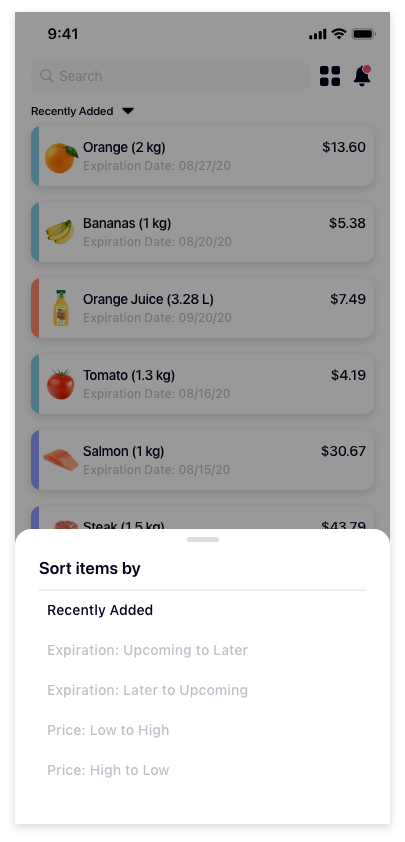 9:41
Search
Recently Added
Orange (2 kg) $13.60
Expiration Date: 08/27/20
Bananas (1 kg) $5.38
Expiration Date: 08/20/20
Orange Juice (3.28 L) $7.49
Expiration Date: 09/20/20
Tomato (1.3 kg) $4.19
Expiration Date: 08/16/20
Salmon (1 kg) $30.67
Expiration Date: 08/15/20
Steak (1.5 kg) $43.79
Sort items by
Recently Added
Expiration: Upcoming to Later
Expiration: Later to Upcoming
Price: Low to High
Price: High to Low